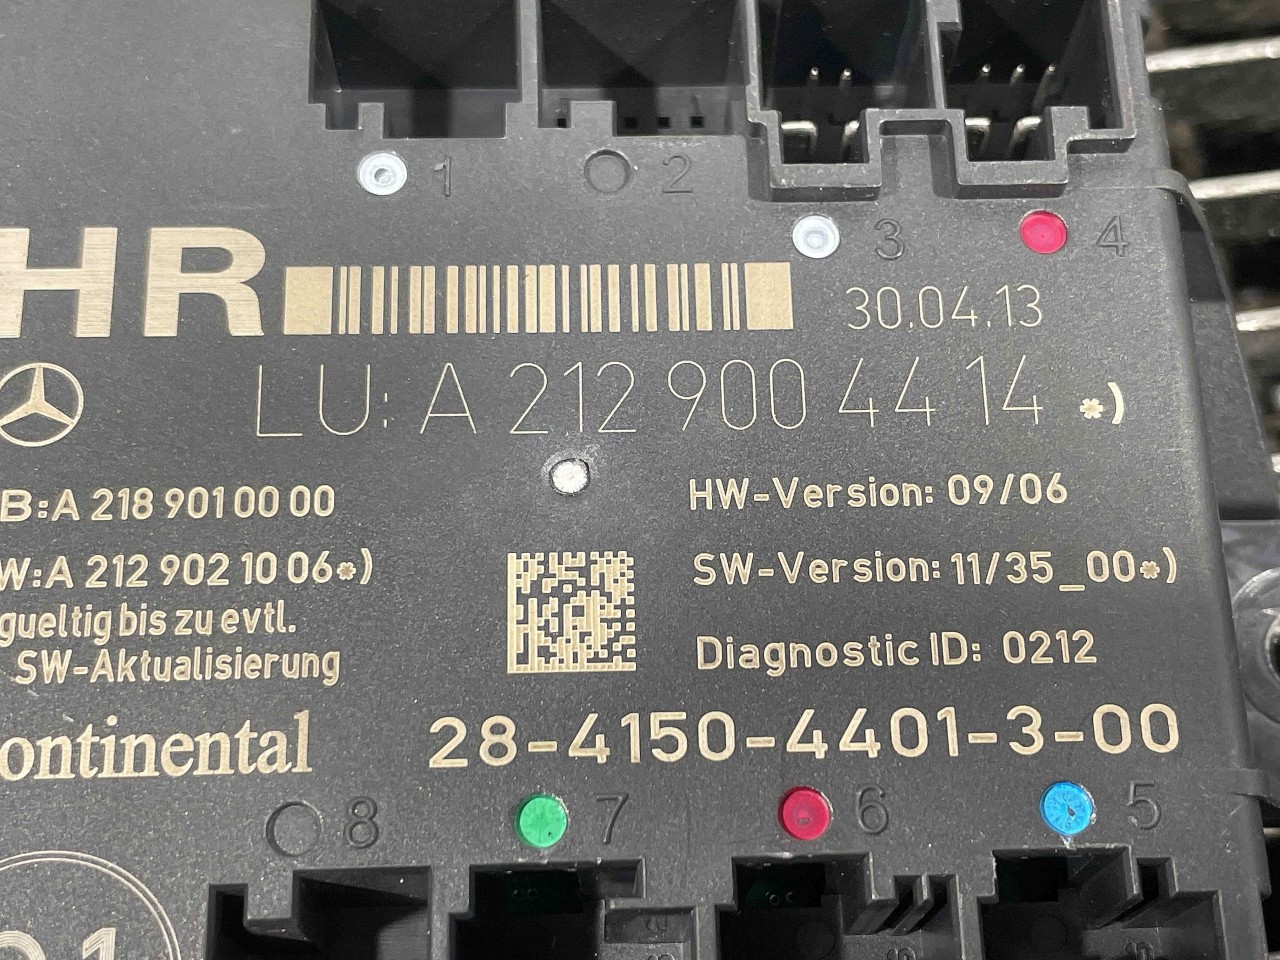 1 2
3 4
HR
30.04.13
LU: A 212 900 44 14 *)
B:A 218 901 00 00
HW-Version: 09/06
W:A 212 902 10 06*)
SW-Version: 11/35_00*)
gueltig bis zu evtl.
SW-Aktualisierung
Diagnostic ID: 0212
ontinental
28-4150-4401-3-00
8 7 6 5
01